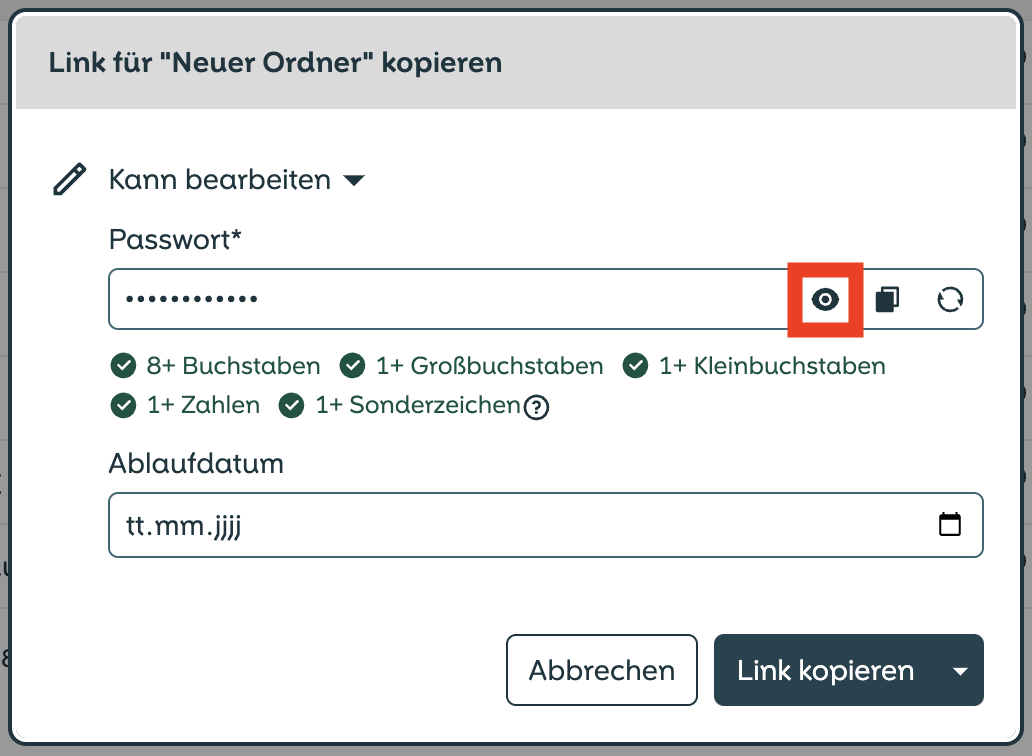 Link für "Neuer Ordner" kopieren
Kann bearbeiten
Passwort*
••••••••••••
8+ Buchstaben 1+ Großbuchstaben 1+ Kleinbuchstaben
1+ Zahlen 1+ Sonderzeichen?
Ablaufdatum
tt.mm.jjjj
Abbrechen Link kopieren